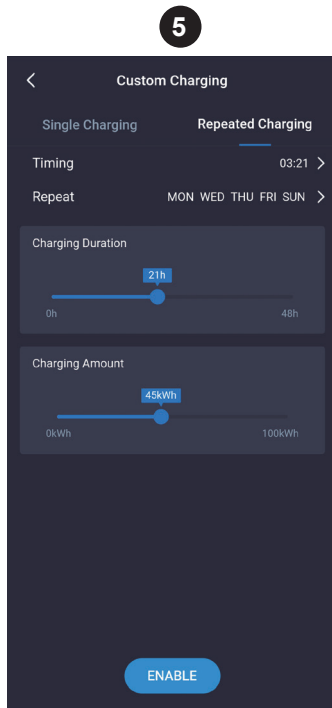 5
Custom Charging
Single Charging Repeated Charging
Timing 03:21
Repeat MON WED THU FRI SUN
Charging Duration
21h
0h 48h
Charging Amount
45kWh
0kWh 100kWh
ENABLE